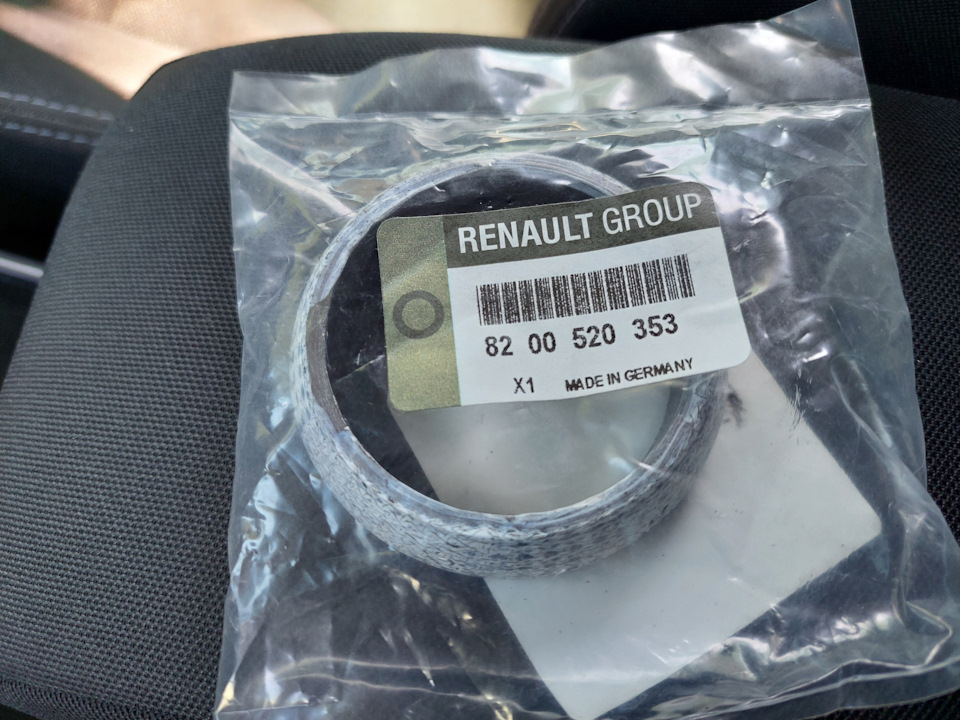 RENAULT GROUP
82 00 520 353
X1 MADE IN GERMANY